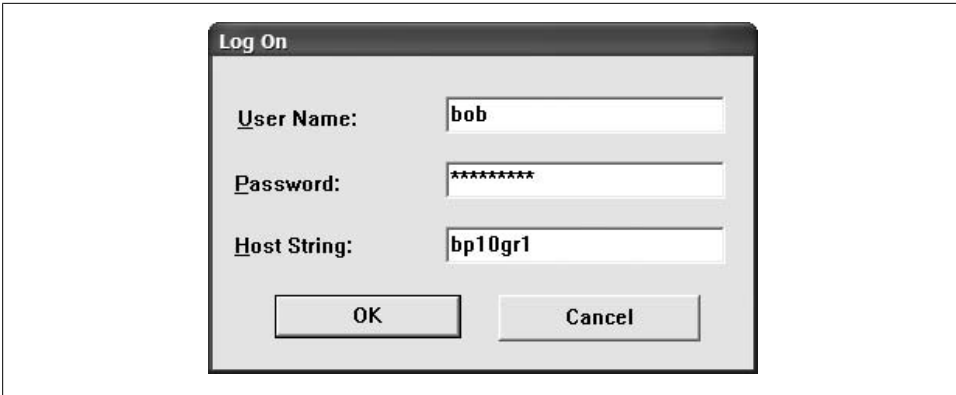 Log On
User Name: bob
Password: *********
Host String: bp10gr1
OK Cancel